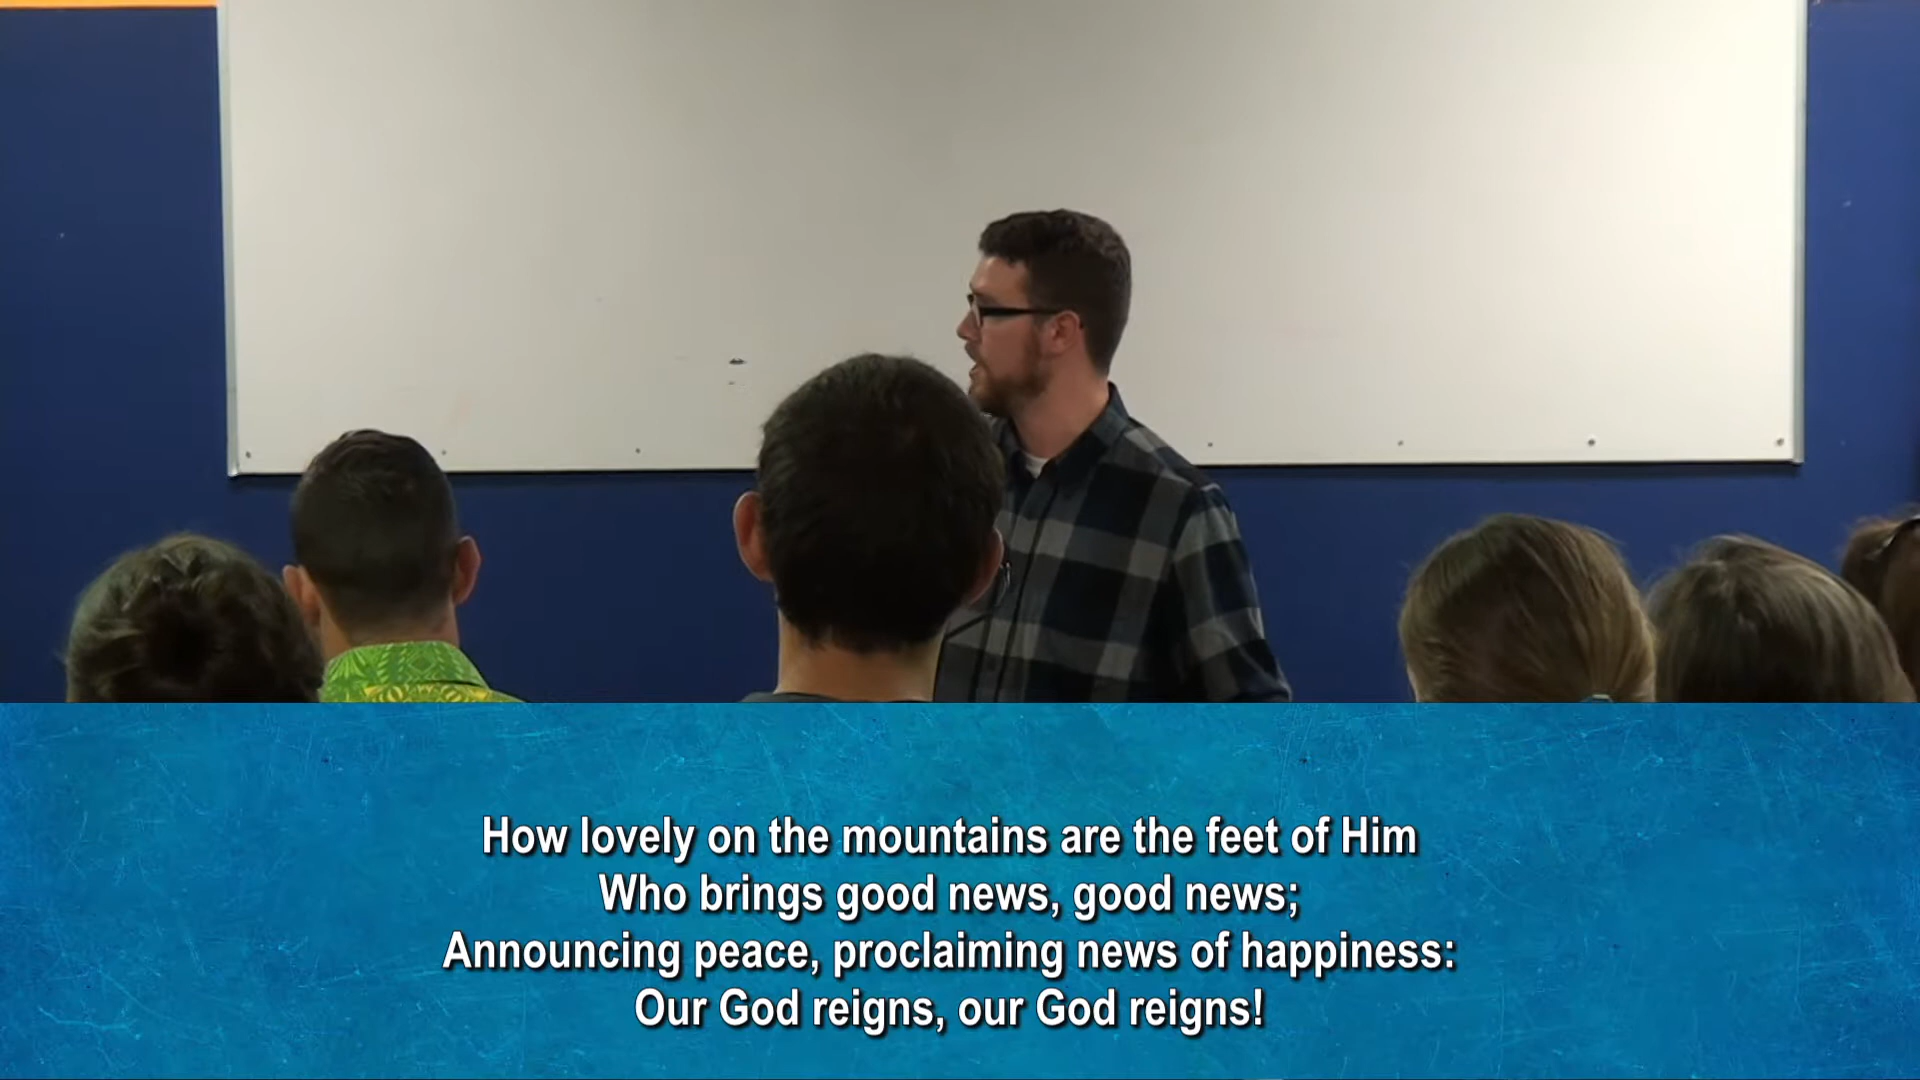 How lovely on the mountains are the feet of Him
Who brings good news, good news;
Announcing peace, proclaiming news of happiness:
Our God reigns, our God reigns!